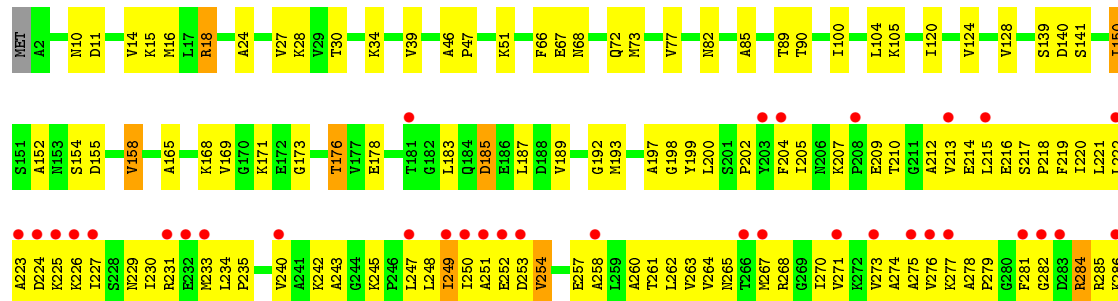 MET A2 N10 D11 V14 K15 M16 L17 R18 A24 V27 K28 V29 T30 K34 V39 A46 P47 K51 F66 E67 N68 Q72 M73 V77 N82 A85 T89 T90 I100 L104 K105 I120 V124 V128 S139 D140 S141 I150
S151 A152 N153 S154 D155 V158 A165 K168 V169 G170 K171 E172 G173 T176 V177 E178 T181 G182 L183 Q184 D185 E186 L187 D188 V189 G192 M193 A197 G198 Y199 L200 S201 P202 Y203 F204 I205 N206 K207 P208 E209 T210 G211 A212 V213 E214 L215 E216 S217 P218 F219 I220 L221 L222
A223 D224 K225 K226 I227 S228 N229 I230 R231 E232 M233 L234 P235 V240 A241 K242 A243 G244 K245 P246 L247 L248 I249 I250 A251 E252 D253 V254 E257 A258 L259 A260 T261 L262 V263 V264 N265 T266 M267 R268 G269 I270 V271 K272 V273 A274 A275 V276 K277 A278 P279 G280 F281 G282 D283 R284 R285 K286